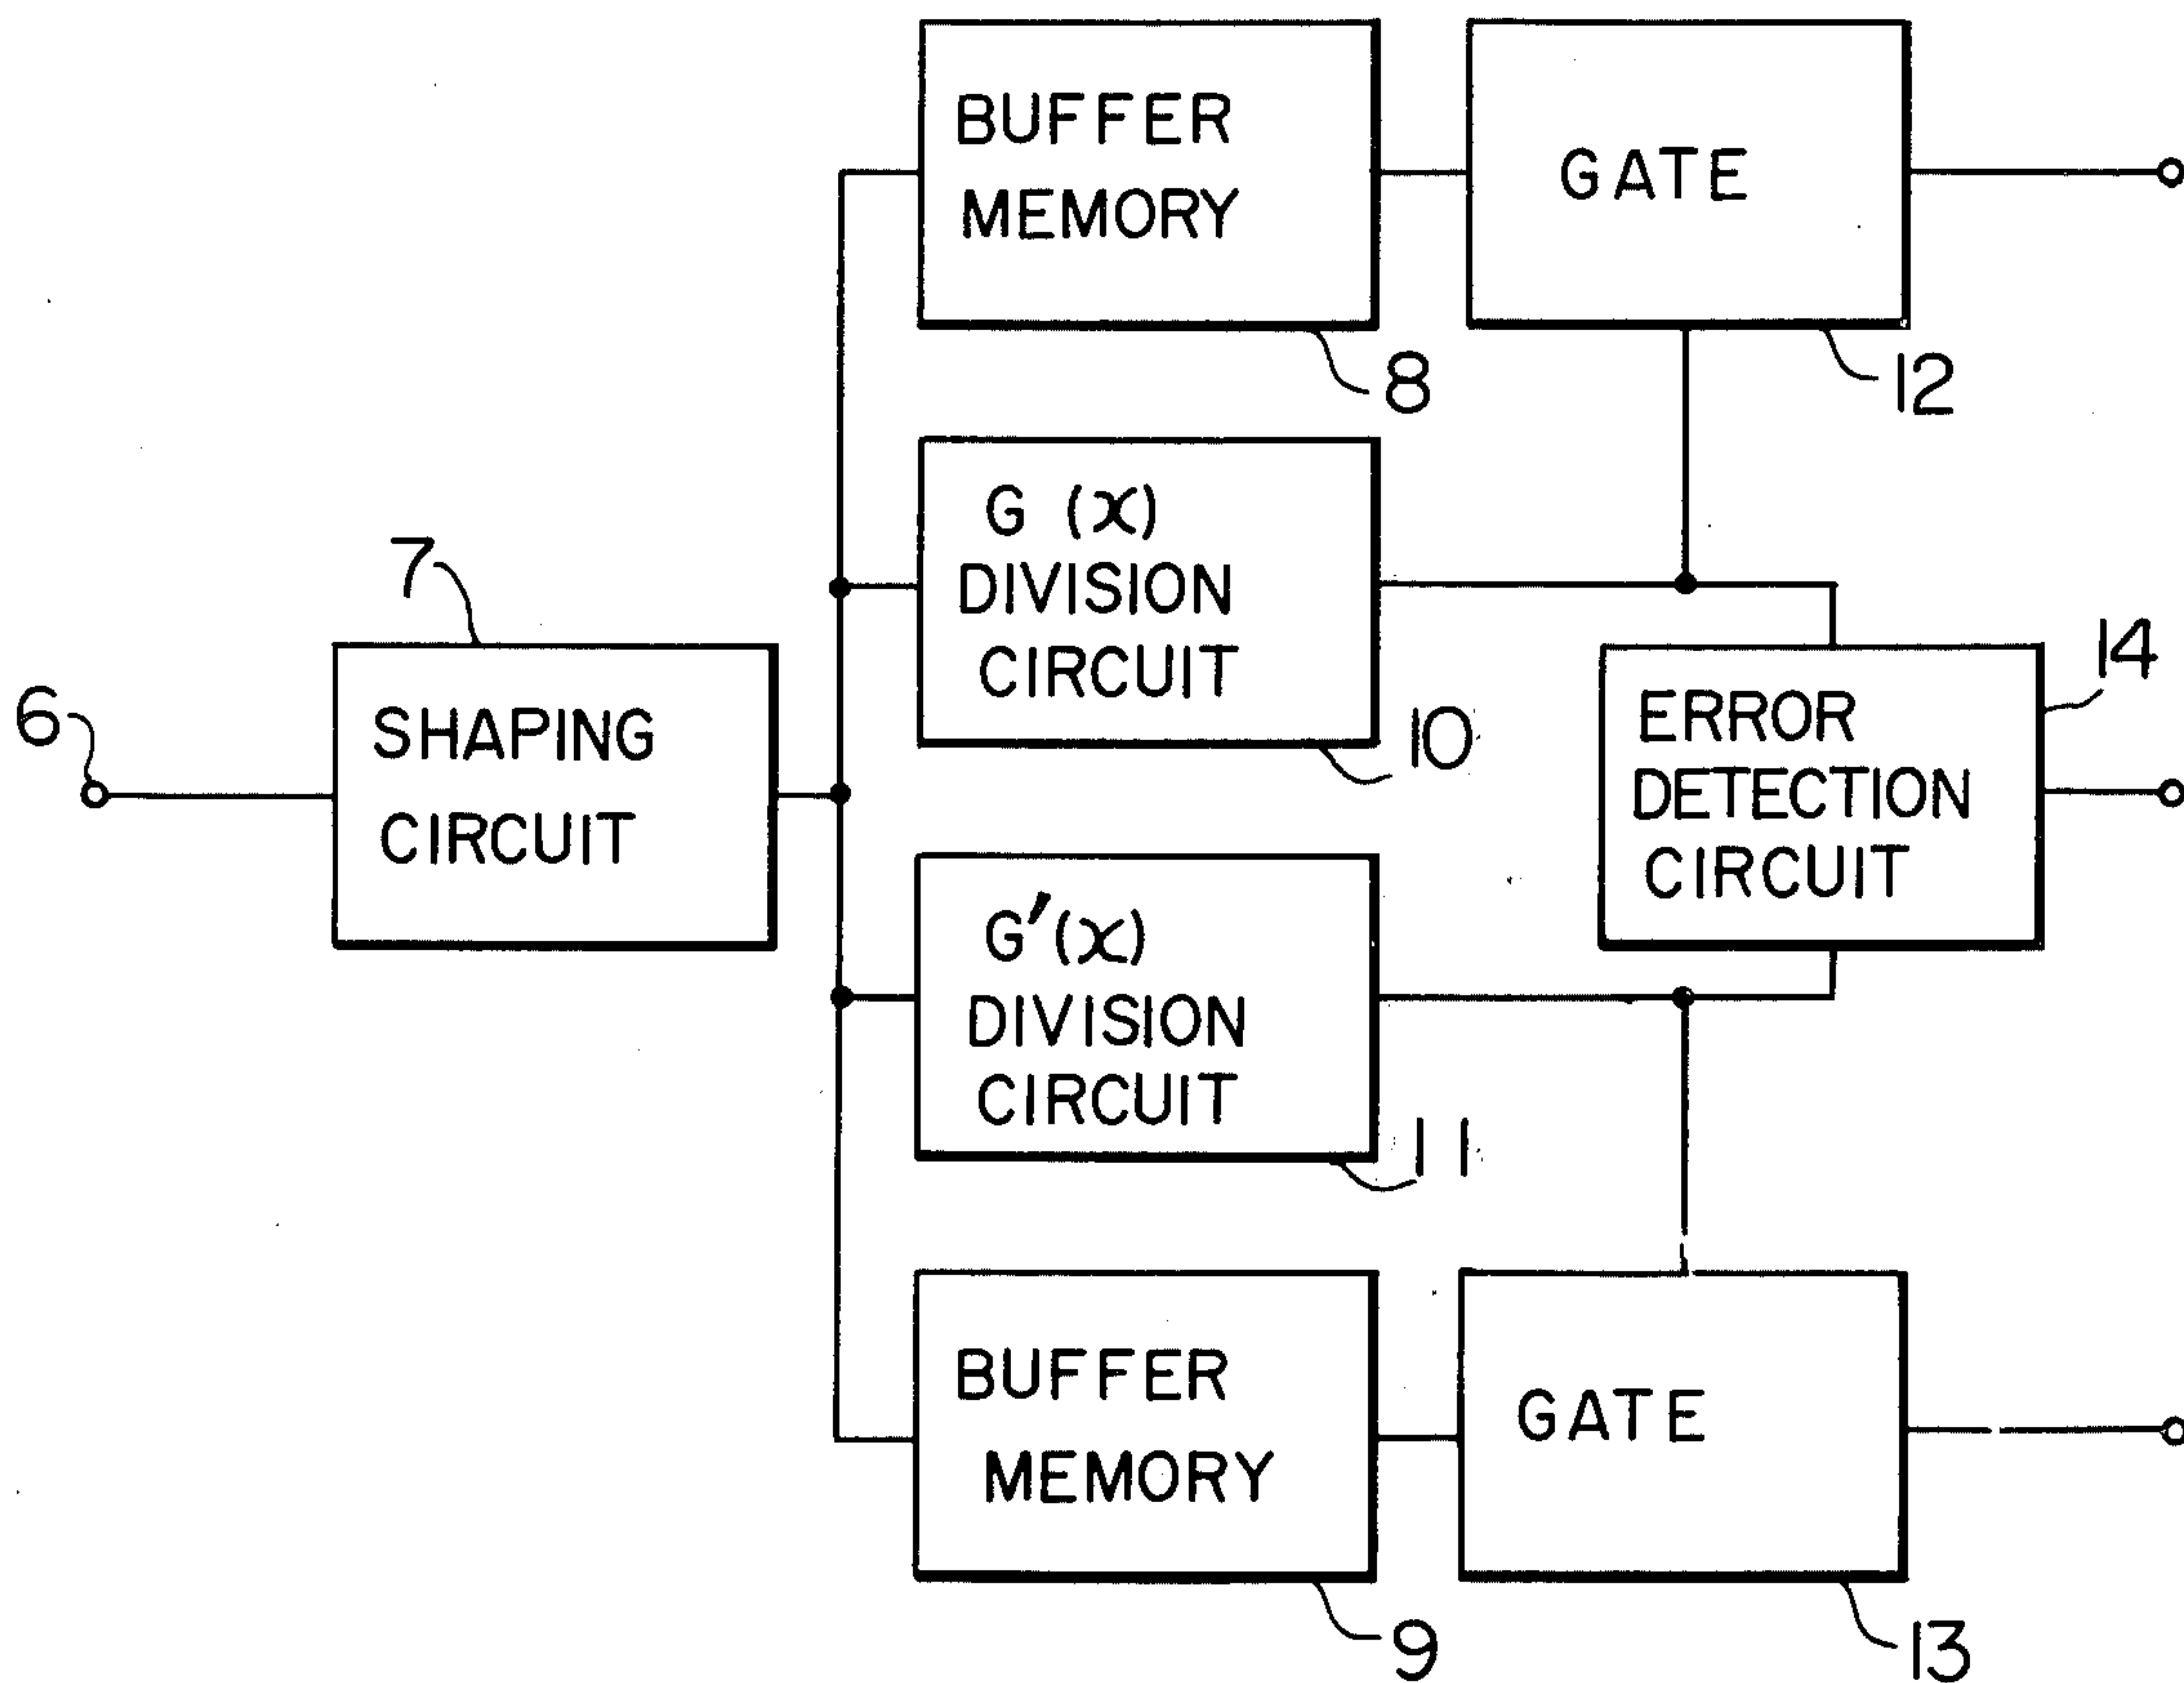 BUFFER
MEMORY
8
GATE
12
G (x)
DIVISION
CIRCUIT
10
7
SHAPING
CIRCUIT
6
14
ERROR
DETECTION
CIRCUIT
G'(x)
DIVISION
CIRCUIT
11
BUFFER
MEMORY
9
GATE
13